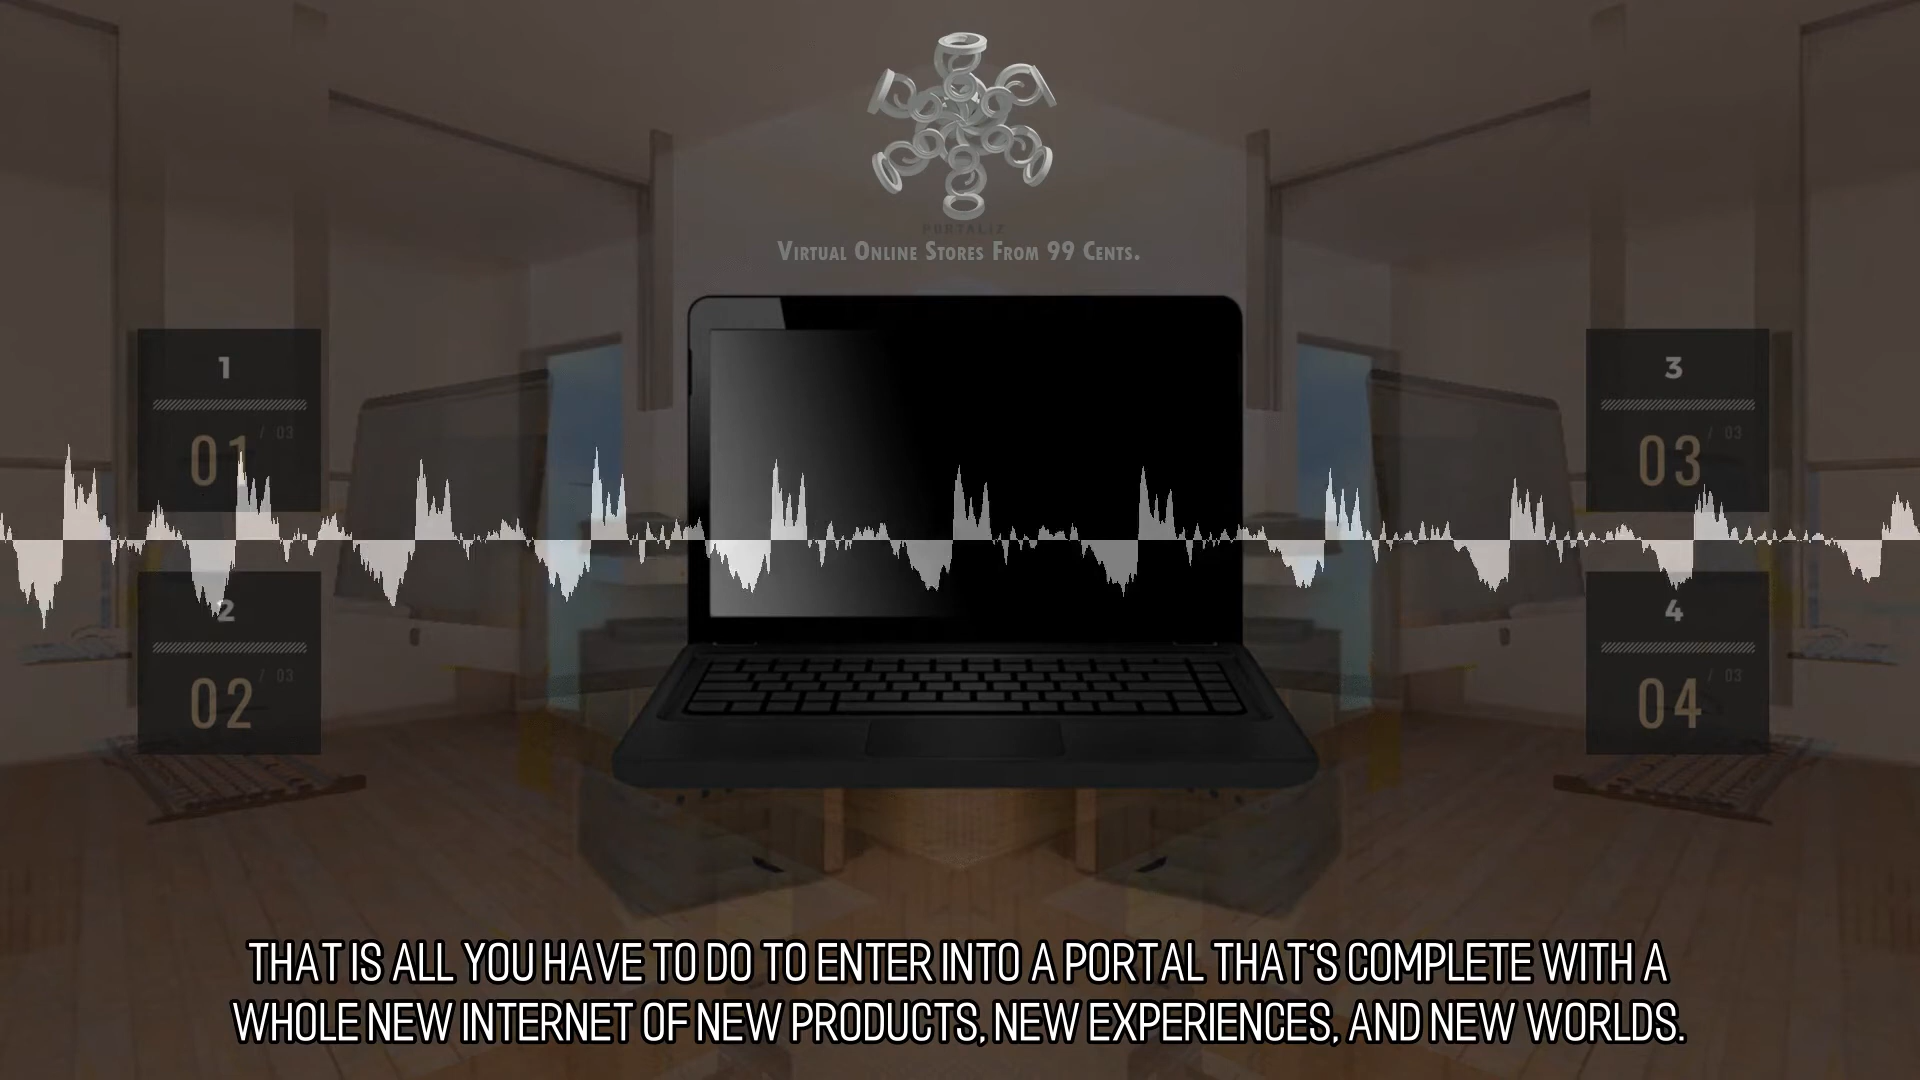 PORTALIZ
Virtual Online Stores From 99 Cents.
1
01 / 03
2
02 / 03
3
03 / 03
4
04 / 03
THAT IS ALL YOU HAVE TO DO TO ENTER INTO A PORTAL THAT'S COMPLETE WITH A
WHOLE NEW INTERNET OF NEW PRODUCTS, NEW EXPERIENCES, AND NEW WORLDS.